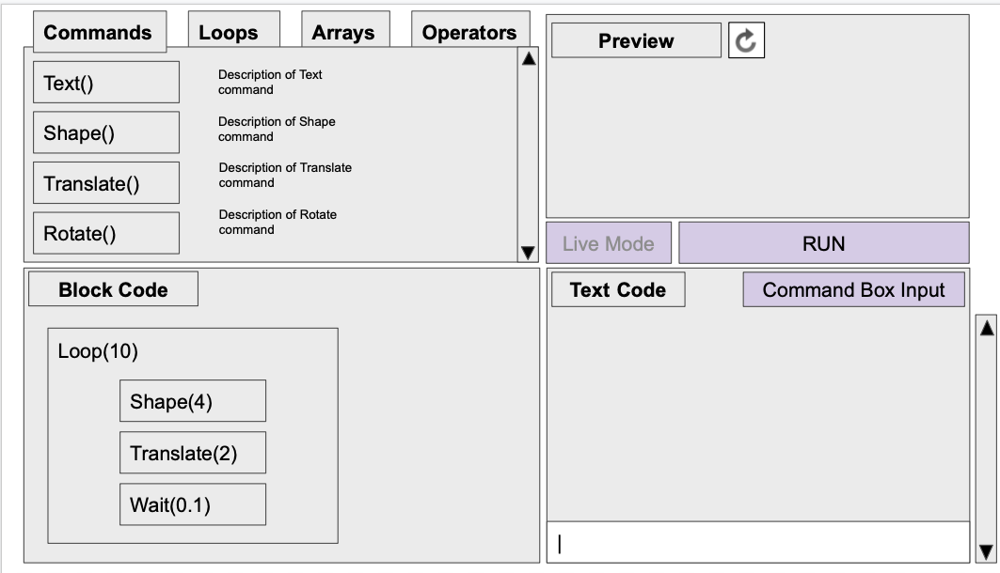 Commands
Loops
Arrays
Operators
Text()
Description of Text
command
Shape()
Description of Shape
command
Translate()
Description of Translate
command
Rotate()
Description of Rotate
command
Preview
Live Mode
RUN
Block Code
Loop(10)
Shape(4)
Translate(2)
Wait(0.1)
Text Code
Command Box Input